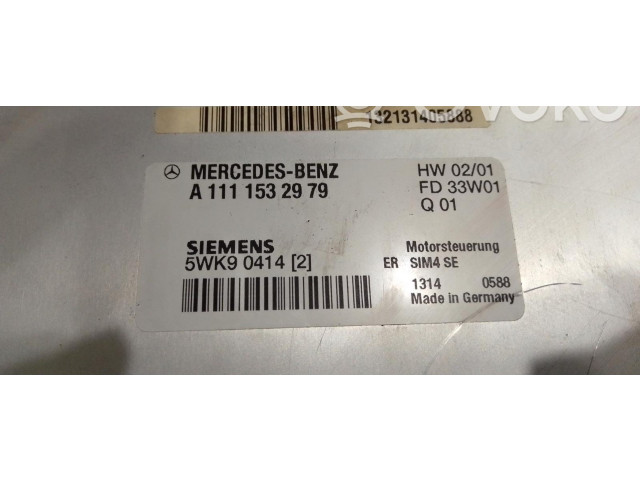 132131405888
MERCEDES-BENZ
A 111 153 29 79
HW 02/01
FD 33W01
Q 01
SIEMENS
5WK9 0414 [2]
Motorsteuerung
ER SIM4 SE
1314 0588
Made in Germany